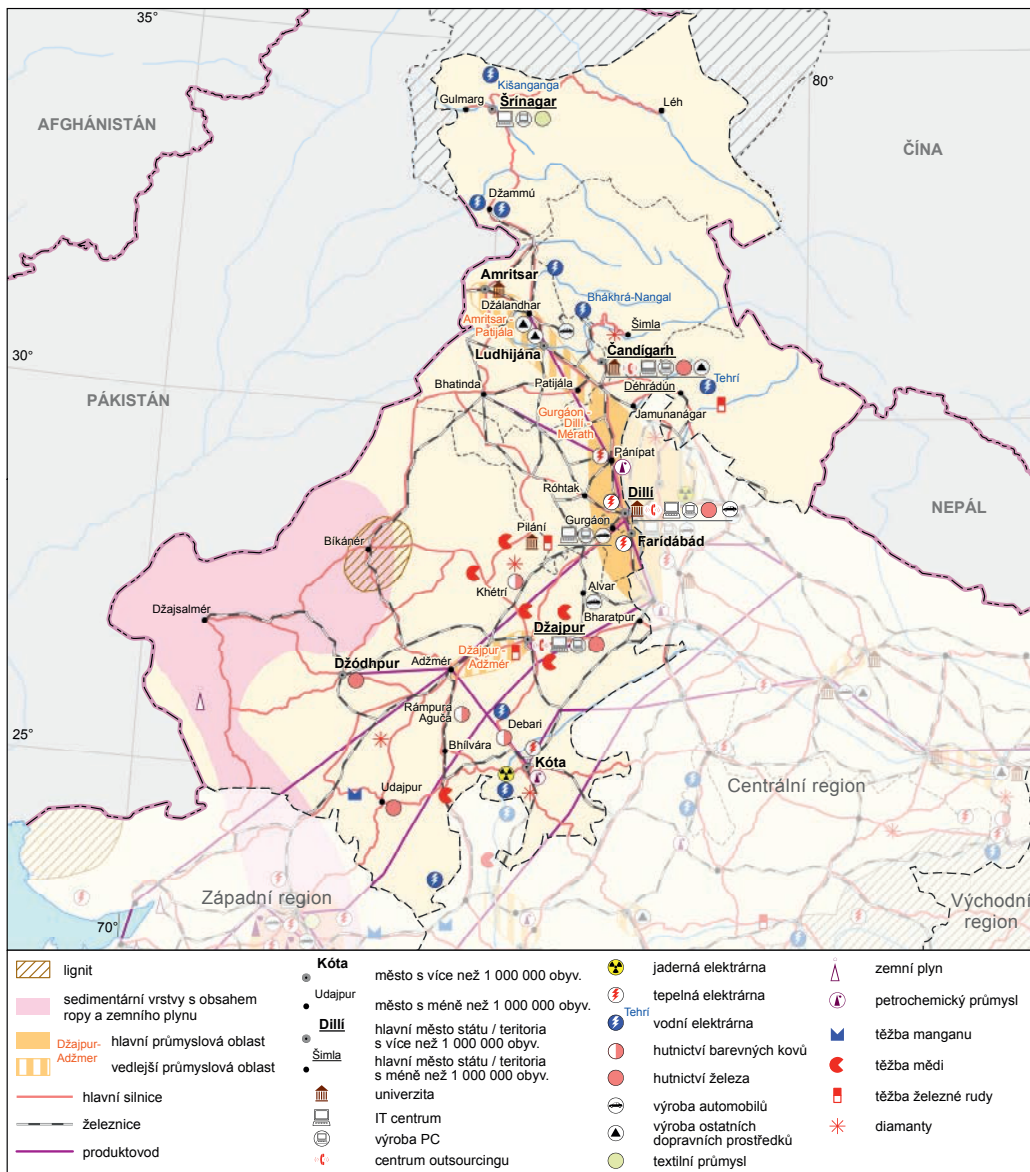 35°
80°
Kišanganga
Gulmarg
Šrínagar
Léh
AFGHÁNISTÁN
ČÍNA
Džammú
Amritsar
Bhákhrá-Nangal
Džálandhar
Amritsar -
Patijála
Šimla
30°
Ludhijána
Čandígarh
Tehrí
PÁKISTÁN
Bhatinda
Patijála
Déhrádún
Jamunanágar
Gurgáon -
Dillí -
Mérath
Pánípat
Róhtak
Dillí
NEPÁL
Pilání
Gurgáon
Farídábád
Bíkánér
Khétrí
Alvar
Džajsalmér
Bharatpur
Džajpur
Džajpur -
Adžmér
Džódhpur
Adžmér
Rámpura
Aguča
Debari
25°
Bhílvára
Kóta
Centrální region
Udajpur
Západní region
Východní
region
70°
lignit
sedimentární vrstvy s obsahem
ropy a zemního plynu
Džajpur-
Adžmer
hlavní průmyslová oblast
vedlejší průmyslová oblast
hlavní silnice
železnice
produktovod
Kóta
město s více než 1 000 000 obyv.
Udajpur
město s méně než 1 000 000 obyv.
Dillí
hlavní město státu / teritoria
s více než 1 000 000 obyv.
Šimla
hlavní město státu / teritoria
s méně než 1 000 000 obyv.
univerzita
IT centrum
výroba PC
centrum outsourcingu
jaderná elektrárna
tepelná elektrárna
Tehrí
vodní elektrárna
hutnictví barevných kovů
hutnictví železa
výroba automobilů
výroba ostatních
dopravních prostředků
textilní průmysl
zemní plyn
petrochemický průmysl
těžba manganu
těžba mědi
těžba železné rudy
diamanty